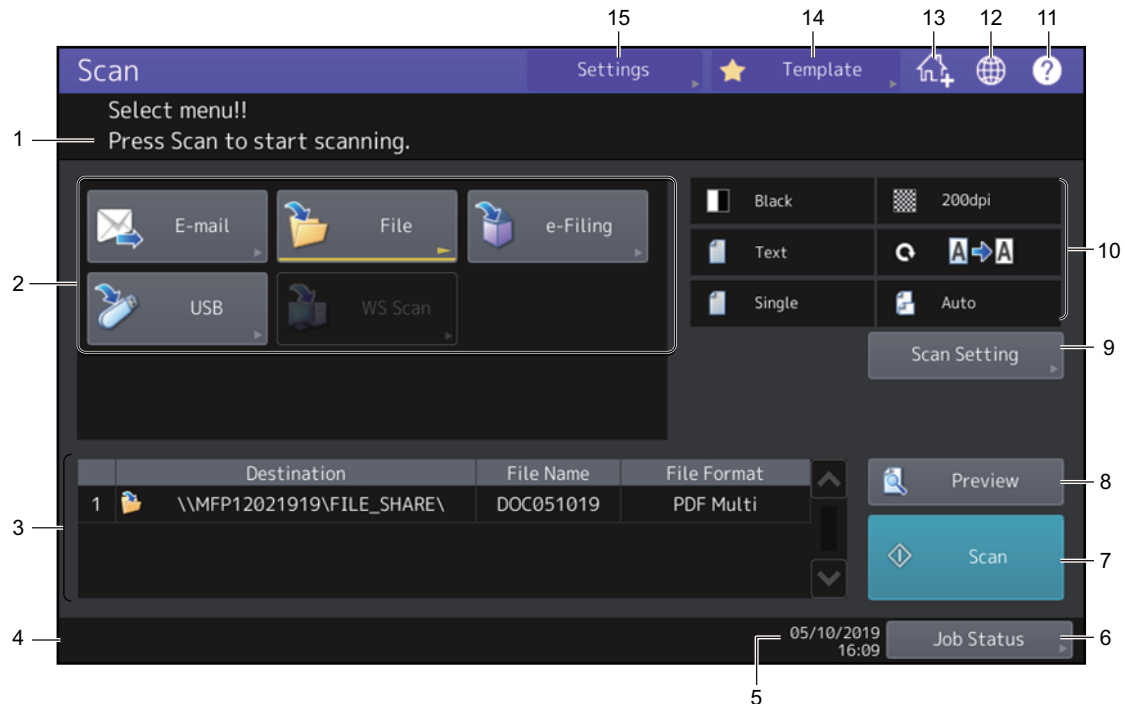 15 14 13 12 11
Scan Settings Template ?
Select menu!!
1 Press Scan to start scanning.
E-mail File e-Filing
2 USB WS Scan
Black 200dpi
Text A A 10
Single Auto
Scan Setting 9
Destination File Name File Format
1 \\MFP12021919\FILE_SHARE\ DOC051019 PDF Multi
3
Preview 8
Scan 7
4 05/10/2019
16:09
Job Status 6
5